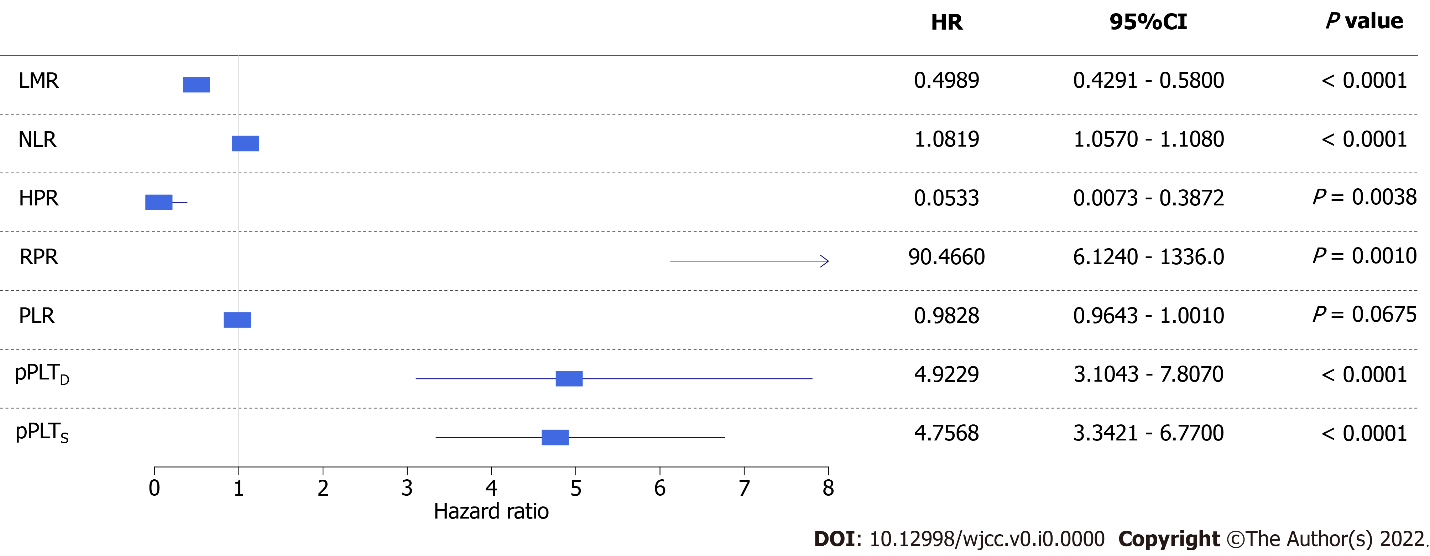 HR 95%CI P value
LMR 0.4989 0.4291 - 0.5800 < 0.0001
NLR 1.0819 1.0570 - 1.1080 < 0.0001
HPR 0.0533 0.0073 - 0.3872 P = 0.0038
RPR 90.4660 6.1240 - 1336.0 P = 0.0010
PLR 0.9828 0.9643 - 1.0010 P = 0.0675
pPLTD 4.9229 3.1043 - 7.8070 < 0.0001
pPLTS 4.7568 3.3421 - 6.7700 < 0.0001
0 1 2 3 4 5 6 7 8
Hazard ratio
DOI: 10.12998/wjcc.v0.i0.0000 Copyright ©The Author(s) 2022.